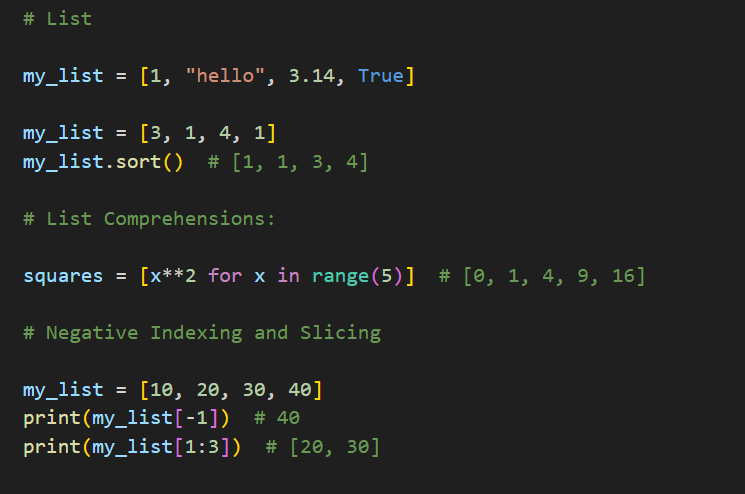 # List
my_list = [1, "hello", 3.14, True]
my_list = [3, 1, 4, 1]
my_list.sort()  # [1, 1, 3, 4]
# List Comprehensions:
squares = [x**2 for x in range(5)]  # [0, 1, 4, 9, 16]
# Negative Indexing and Slicing
my_list = [10, 20, 30, 40]
print(my_list[-1])  # 40
print(my_list[1:3])  # [20, 30]